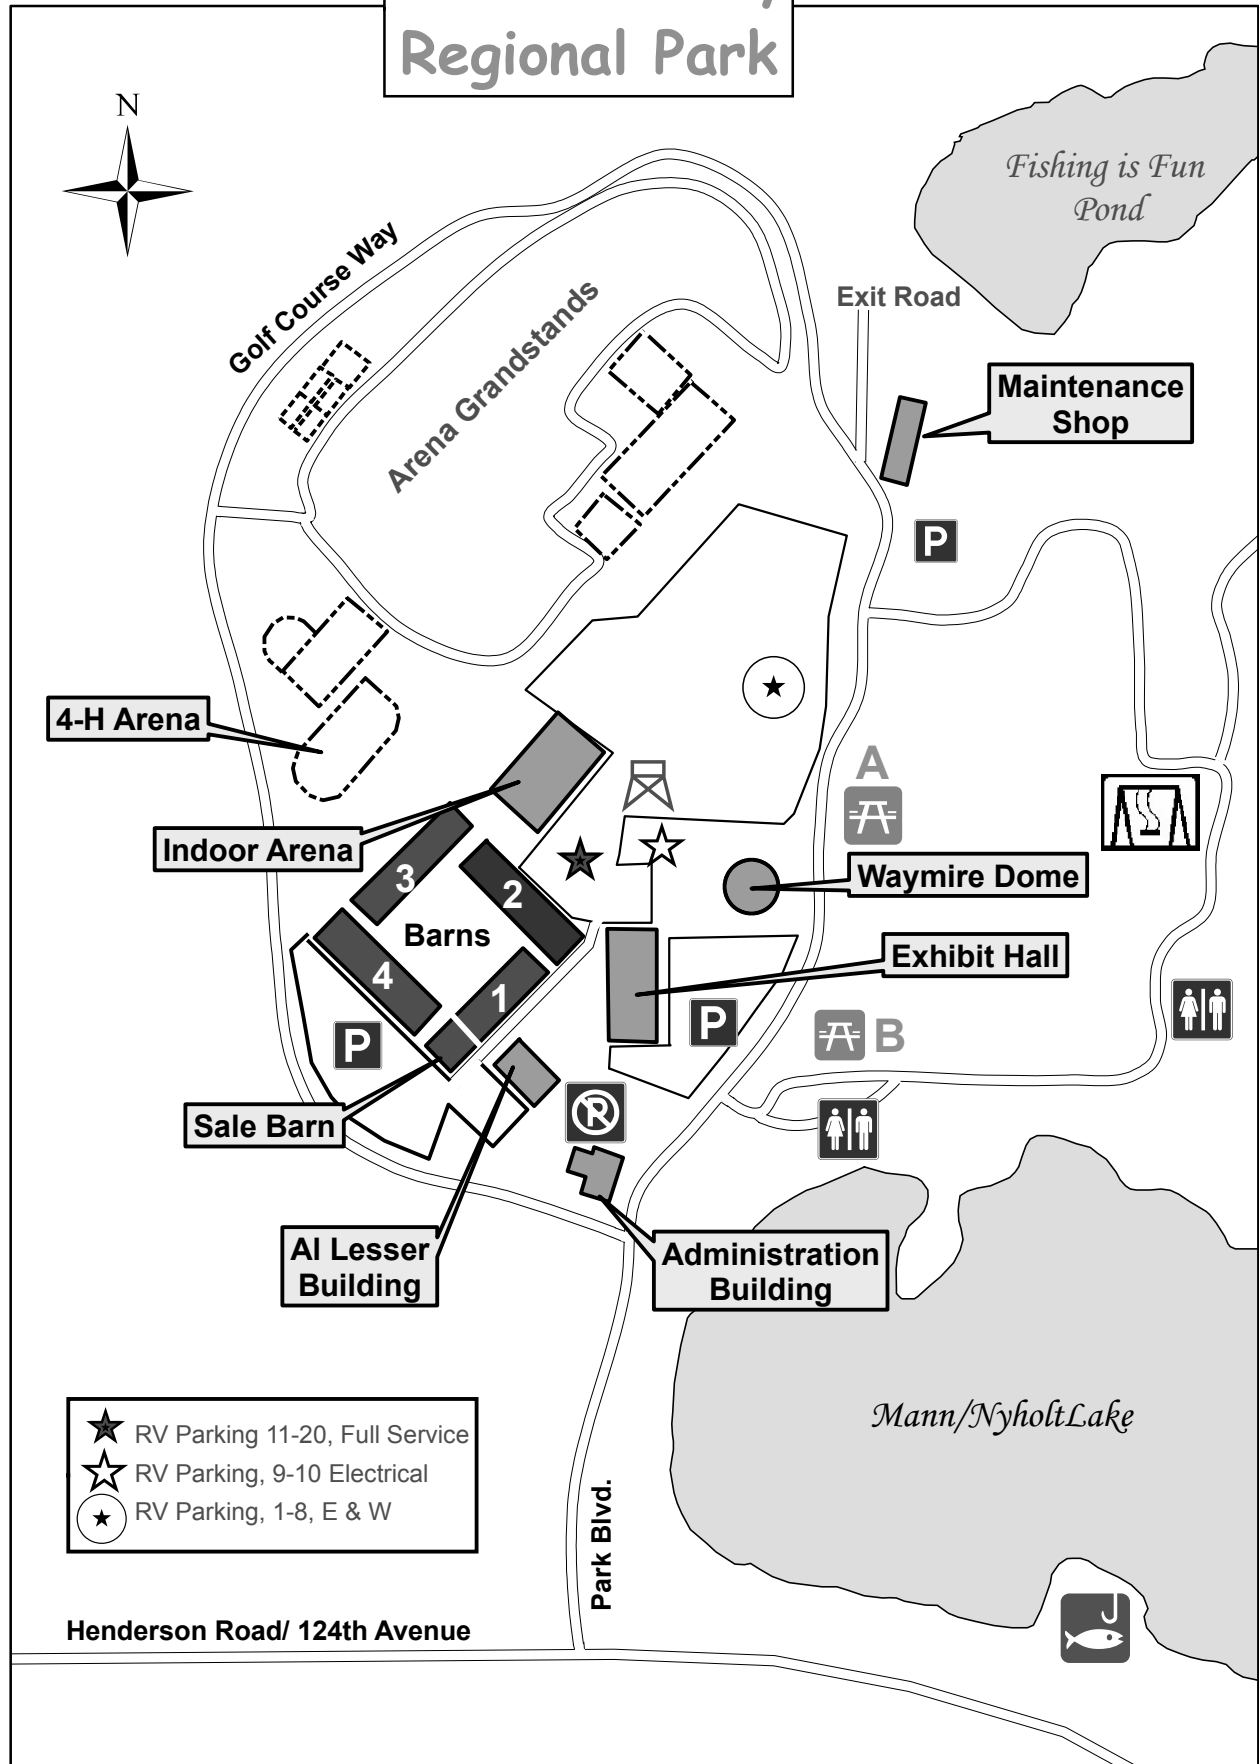 Regional Park
N
Fishing is Fun
Pond
Golf Course Way
Exit Road
Arena Grandstands
Maintenance
Shop
P
4-H Arena
A
Indoor Arena
Waymire Dome
3
2
Barns
Exhibit Hall
4
1
P
P
B
Sale Barn
P
Al Lesser
Building
Administration
Building
Mann/NyholtLake
RV Parking 11-20, Full Service
RV Parking, 9-10 Electrical
RV Parking, 1-8, E & W
Park Blvd.
Henderson Road/ 124th Avenue